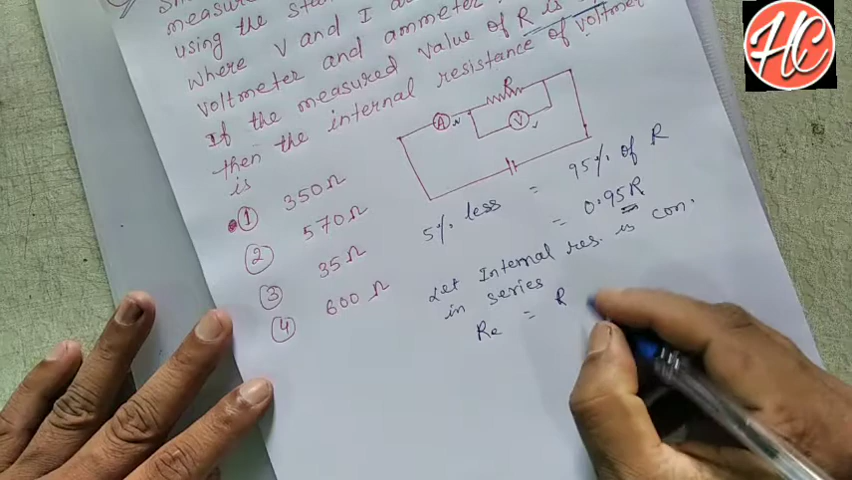 measure
using the sta
where V and I a
voltmeter and ammeter
If the measured value of R is
then the internal resistance of voltmeter
is
① 350Ω
② 570Ω
③ 35Ω
④ 600Ω
A
R
V
5% less = 95% of R
= 0.95R
Let Internal res. is con.
in series
Re = R
HC